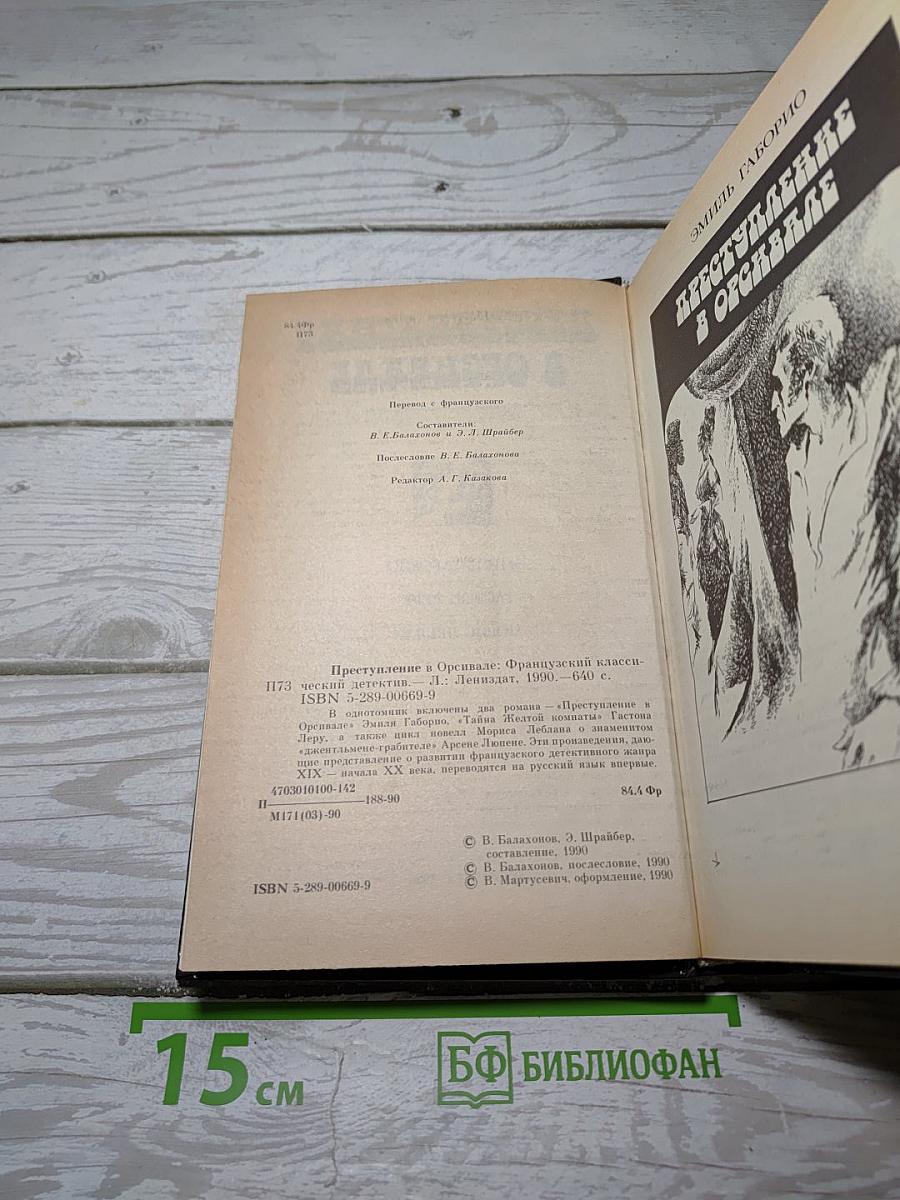 84.4Фр
П73
Перевод с французского
Составители:
В. Е.Балахонов и Э. Л. Шрайбер
Послесловие В. Е. Балахонова
Редактор А. Г. Казакова
Преступление в Орсивале: Французский класси-
П73 ческий детектив.— Л.: Лениздат, 1990.—640 с.
ISBN 5-289-00669-9
В однотомник включены два романа — «Преступление в
Орсивале» Эмиля Габорио, «Тайна Желтой комнаты» Гастона
Леру, а также цикл новелл Мориса Леблана о знаменитом
«джентльмене-грабителе» Арсене Люпене. Эти произведения, даю-
щие представление о развитии французского детективного жанра
XIX — начала XX века, переводятся на русский язык впервые.
4703010100-142
П———188-90
М171(03)-90
84.4 Фр
© В. Балахонов, Э. Шрайбер,
составление, 1990
© В. Балахонов, послесловие, 1990
© В. Мартусевич, оформление, 1990
ISBN 5-289-00669-9
ЭМИЛЬ ГАБОРИО
ПРЕСТУПЛЕНИЕ
В ОРСИВАЛЕ
15 см
БФ БИБЛИОФАН